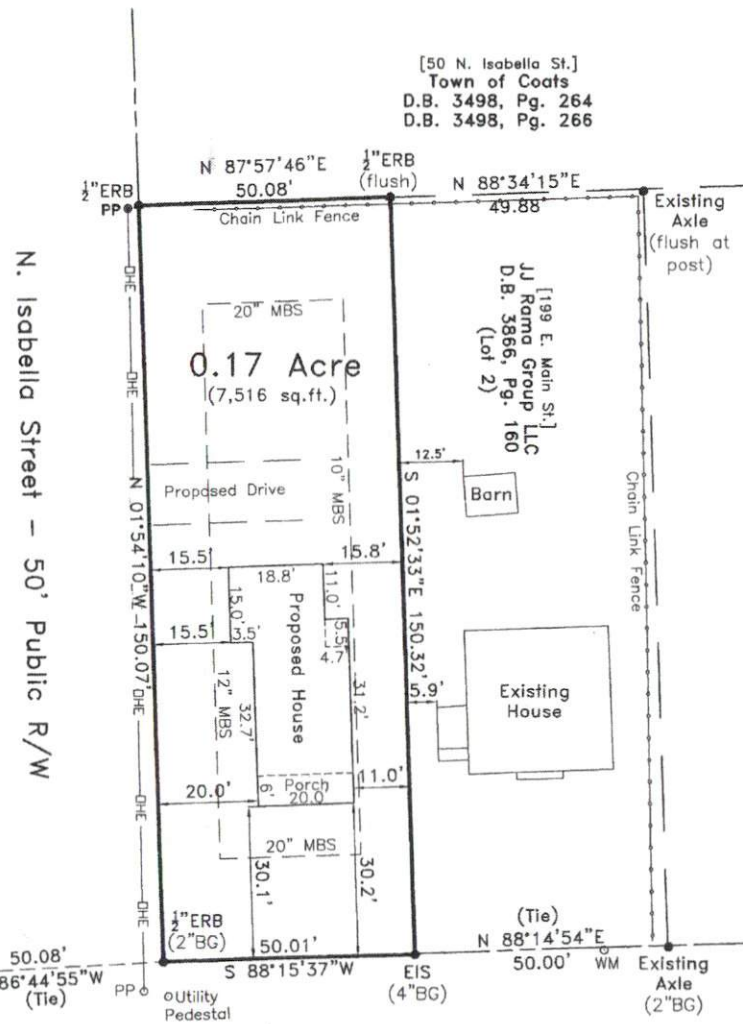 [50 N. Isabella St.]
Town of Coats
D.B. 3498, Pg. 264
D.B. 3498, Pg. 266
N 87°57'46"E
50.08'
½"ERB
(flush)
N 88°34'15"E
49.88'
½"ERB
PP
Chain Link Fence
Existing
Axle
(flush at
post)
N. Isabella Street – 50' Public R/W
OHE
OHE
OHE
OHE
OHE
N 01°54'10"W 150.07'
20" MBS
0.17 Acre
(7,516 sq.ft.)
[199 E. Main St.]
JJ Rama Group LLC
D.B. 3866, Pg. 160
(Lot 2)
10" MBS
12.5'
Barn
Proposed Drive
S 01°52'33"E 150.32'
Chain Link Fence
15.5'
18.8'
15.8'
15.0'
11.0'
Proposed House
15.5'
3.5'
5.5'
4.7'
12" MBS
32.7'
31.2'
5.9'
Existing
House
20.0'
6'
Porch
20.0'
11.0'
20" MBS
30.1'
30.2'
½"ERB
(2"BG)
50.01'
S 88°15'37"W
EIS
(4"BG)
(Tie)
N 88°14'54"E
50.00'
WM
Existing
Axle
(2"BG)
50.08'
86°44'55"W
(Tie)
PP
Utility
Pedestal